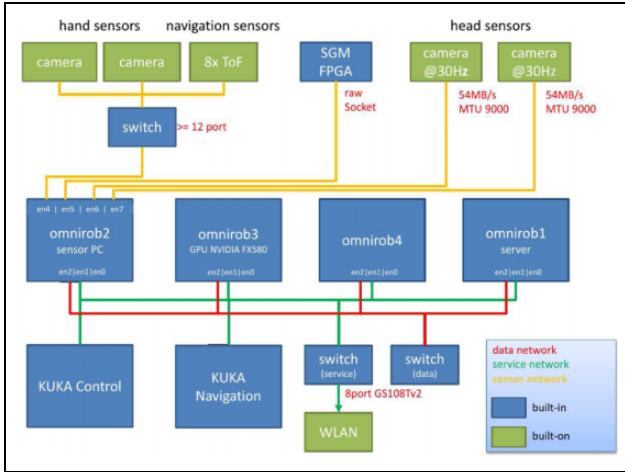 hand sensors
navigation sensors
head sensors
camera
camera
8x ToF
SGM
FPGA
camera
@30Hz
camera
@30Hz
raw
Socket
54MB/s
MTU 9000
54MB/s
MTU 9000
switch
>= 12 port
en4 | en5 | en6 | en7
omnirob2
sensor PC
en2|en1|en0
omnirob3
GPU NVIDIA FX580
en2|en1|en0
omnirob4
en2|en1|en0
omnirob1
server
en2|en1|en0
KUKA Control
KUKA
Navigation
switch
(service)
switch
(data)
8port GS108Tv2
WLAN
data network
service network
sensor network
built-in
built-on